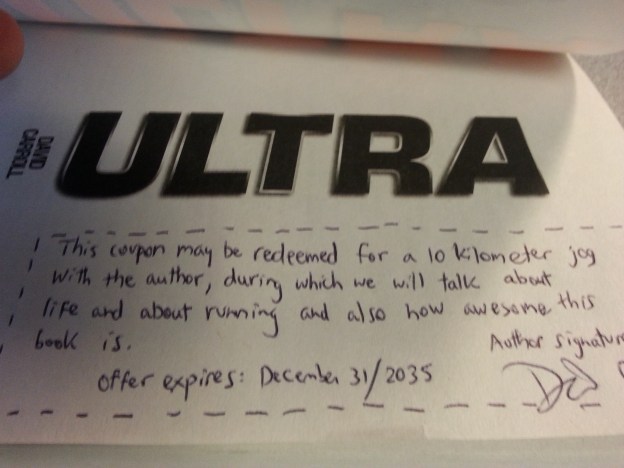 DAVID
CARROLL
ULTRA
This coupon may be redeemed for a 10 kilometer jog
with the author, during which we will talk about
life and about running and also how awesome this
book is.
Author signature
Offer expires: December 31/2035